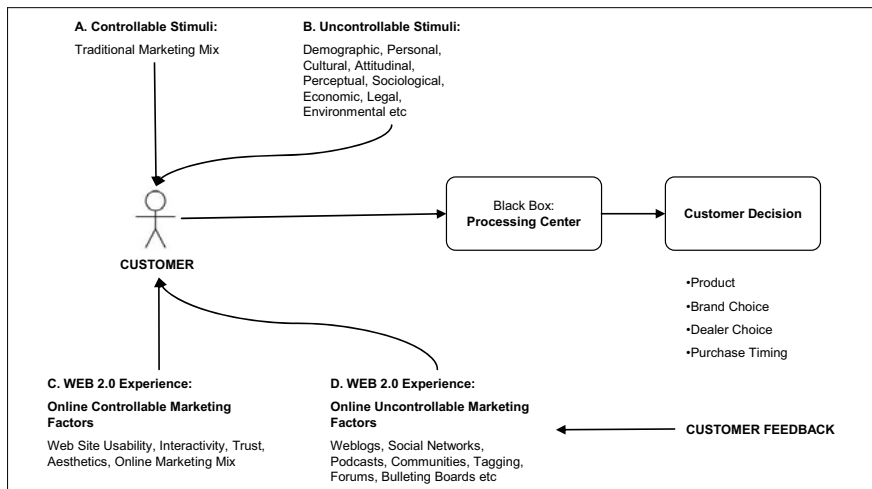 A. Controllable Stimuli:
Traditional Marketing Mix
B. Uncontrollable Stimuli:
Demographic, Personal,
Cultural, Attitudinal,
Perceptual, Sociological,
Economic, Legal,
Environmental etc
CUSTOMER
Black Box:
Processing Center
Customer Decision
•Product
•Brand Choice
•Dealer Choice
•Purchase Timing
C. WEB 2.0 Experience:
Online Controllable Marketing
Factors
Web Site Usability, Interactivity, Trust,
Aesthetics, Online Marketing Mix
D. WEB 2.0 Experience:
Online Uncontrollable Marketing
Factors
Weblogs, Social Networks,
Podcasts, Communities, Tagging,
Forums, Bulleting Boards etc
CUSTOMER FEEDBACK